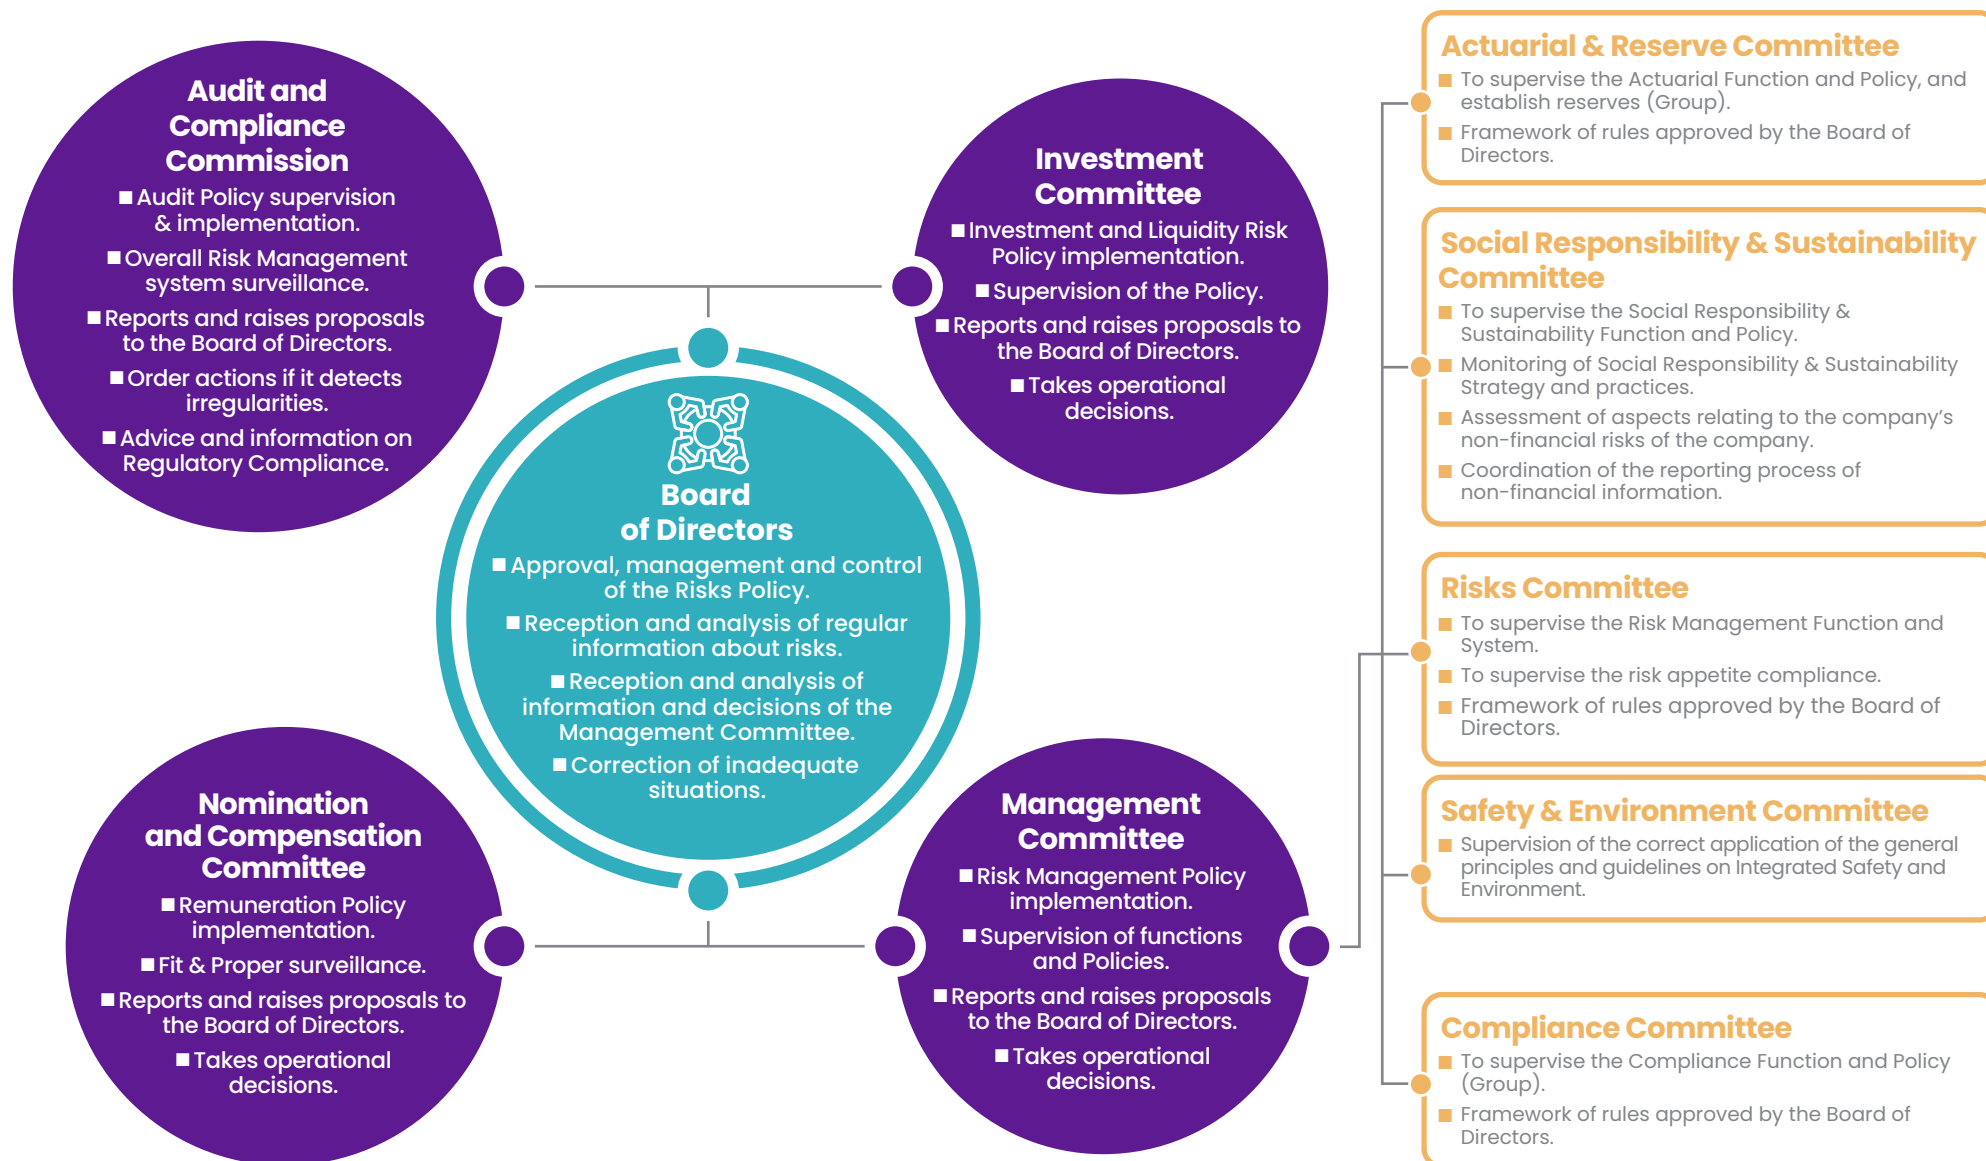 Audit and
Compliance
Commission
■ Audit Policy supervision
& implementation.
■ Overall Risk Management
system surveillance.
■ Reports and raises proposals
to the Board of Directors.
■ Order actions if it detects
irregularities.
■ Advice and information on
Regulatory Compliance.
Investment
Committee
■ Investment and Liquidity Risk
Policy implementation.
■ Supervision of the Policy.
■ Reports and raises proposals to
the Board of Directors.
■ Takes operational
decisions.
Board
of Directors
■ Approval, management and control
of the Risks Policy.
■ Reception and analysis of regular
information about risks.
■ Reception and analysis of
information and decisions of the
Management Committee.
■ Correction of inadequate
situations.
Nomination
and Compensation
Committee
■ Remuneration Policy
implementation.
■ Fit & Proper surveillance.
■ Reports and raises proposals to
the Board of Directors.
■ Takes operational
decisions.
Management
Committee
■ Risk Management Policy
implementation.
■ Supervision of functions
and Policies.
■ Reports and raises proposals
to the Board of Directors.
■ Takes operational
decisions.
Actuarial & Reserve Committee
■ To supervise the Actuarial Function and Policy, and
establish reserves (Group).
■ Framework of rules approved by the Board of
Directors.
Social Responsibility & Sustainability
Committee
■ To supervise the Social Responsibility &
Sustainability Function and Policy.
■ Monitoring of Social Responsibility & Sustainability
Strategy and practices.
■ Assessment of aspects relating to the company’s
non-financial risks of the company.
■ Coordination of the reporting process of
non-financial information.
Risks Committee
■ To supervise the Risk Management Function and
System.
■ To supervise the risk appetite compliance.
■ Framework of rules approved by the Board of
Directors.
Safety & Environment Committee
■ Supervision of the correct application of the general
principles and guidelines on Integrated Safety and
Environment.
Compliance Committee
■ To supervise the Compliance Function and Policy
(Group).
■ Framework of rules approved by the Board of
Directors.